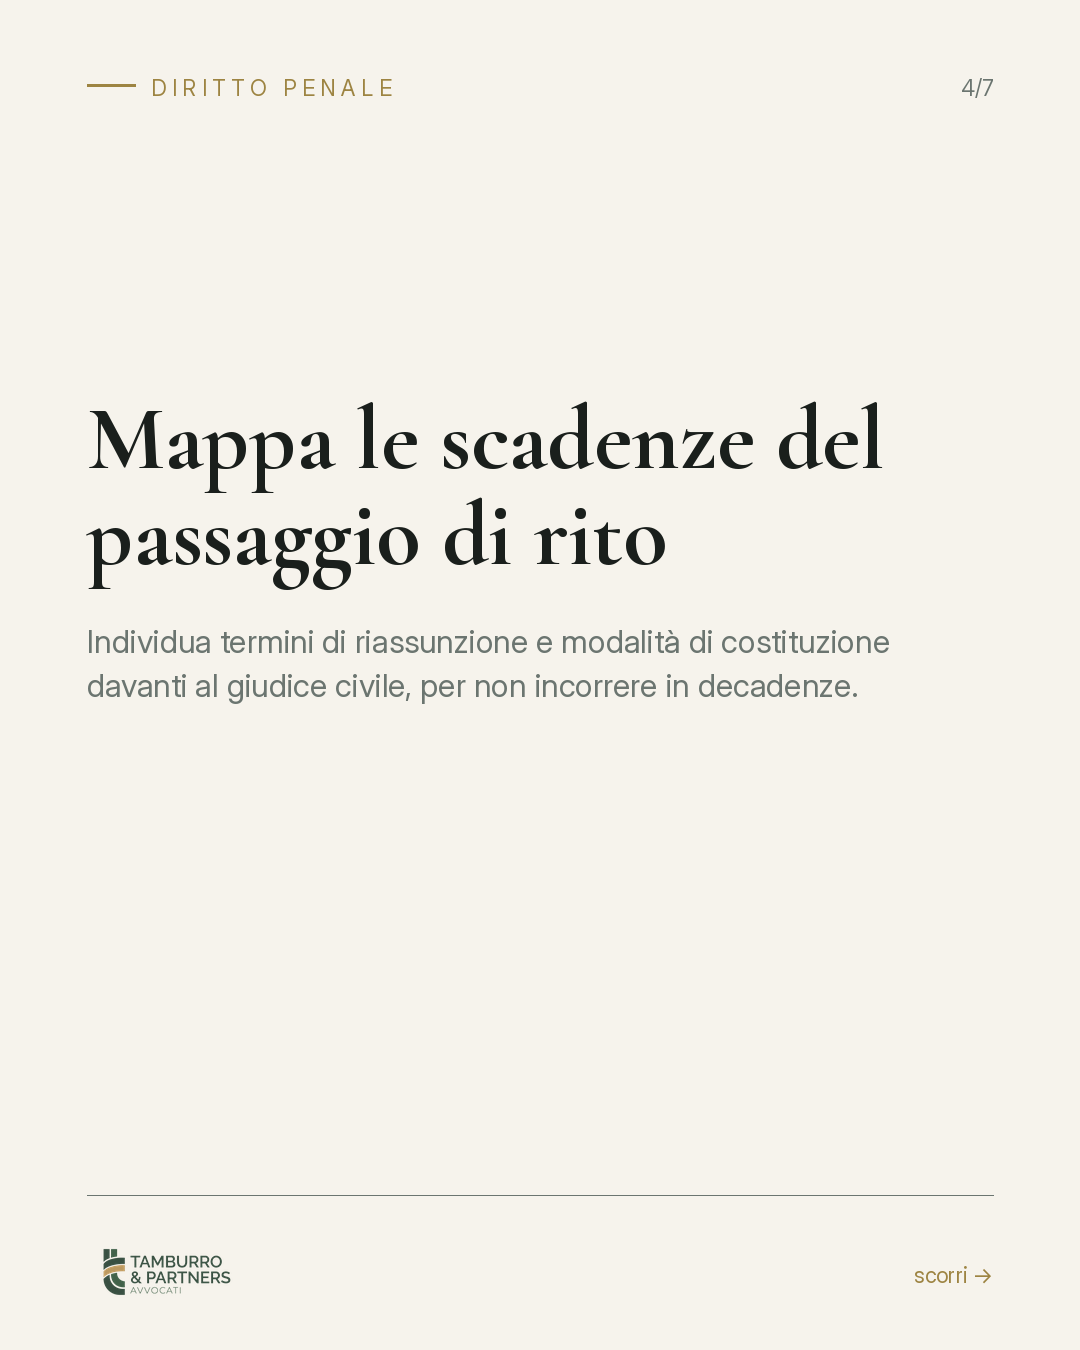 DIRITTO PENALE
4/7
Mappa le scadenze del
passaggio di rito
Individua termini di riassunzione e modalità di costituzione
davanti al giudice civile, per non incorrere in decadenze.
TAMBURRO
& PARTNERS
AVVOCATI
scorri →